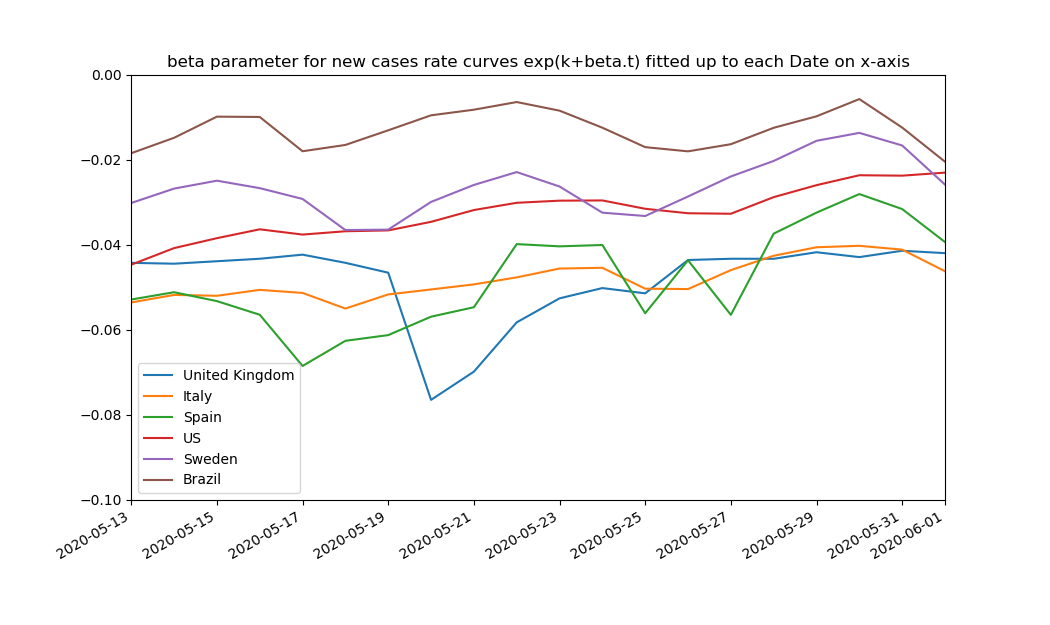 beta parameter for new cases rate curves exp(k+beta.t) fitted up to each Date on x-axis
0.00
−0.02
−0.04
−0.06
−0.08
−0.10
United Kingdom
Italy
Spain
US
Sweden
Brazil
2020-05-13
2020-05-15
2020-05-17
2020-05-19
2020-05-21
2020-05-23
2020-05-25
2020-05-27
2020-05-29
2020-05-31
2020-06-01